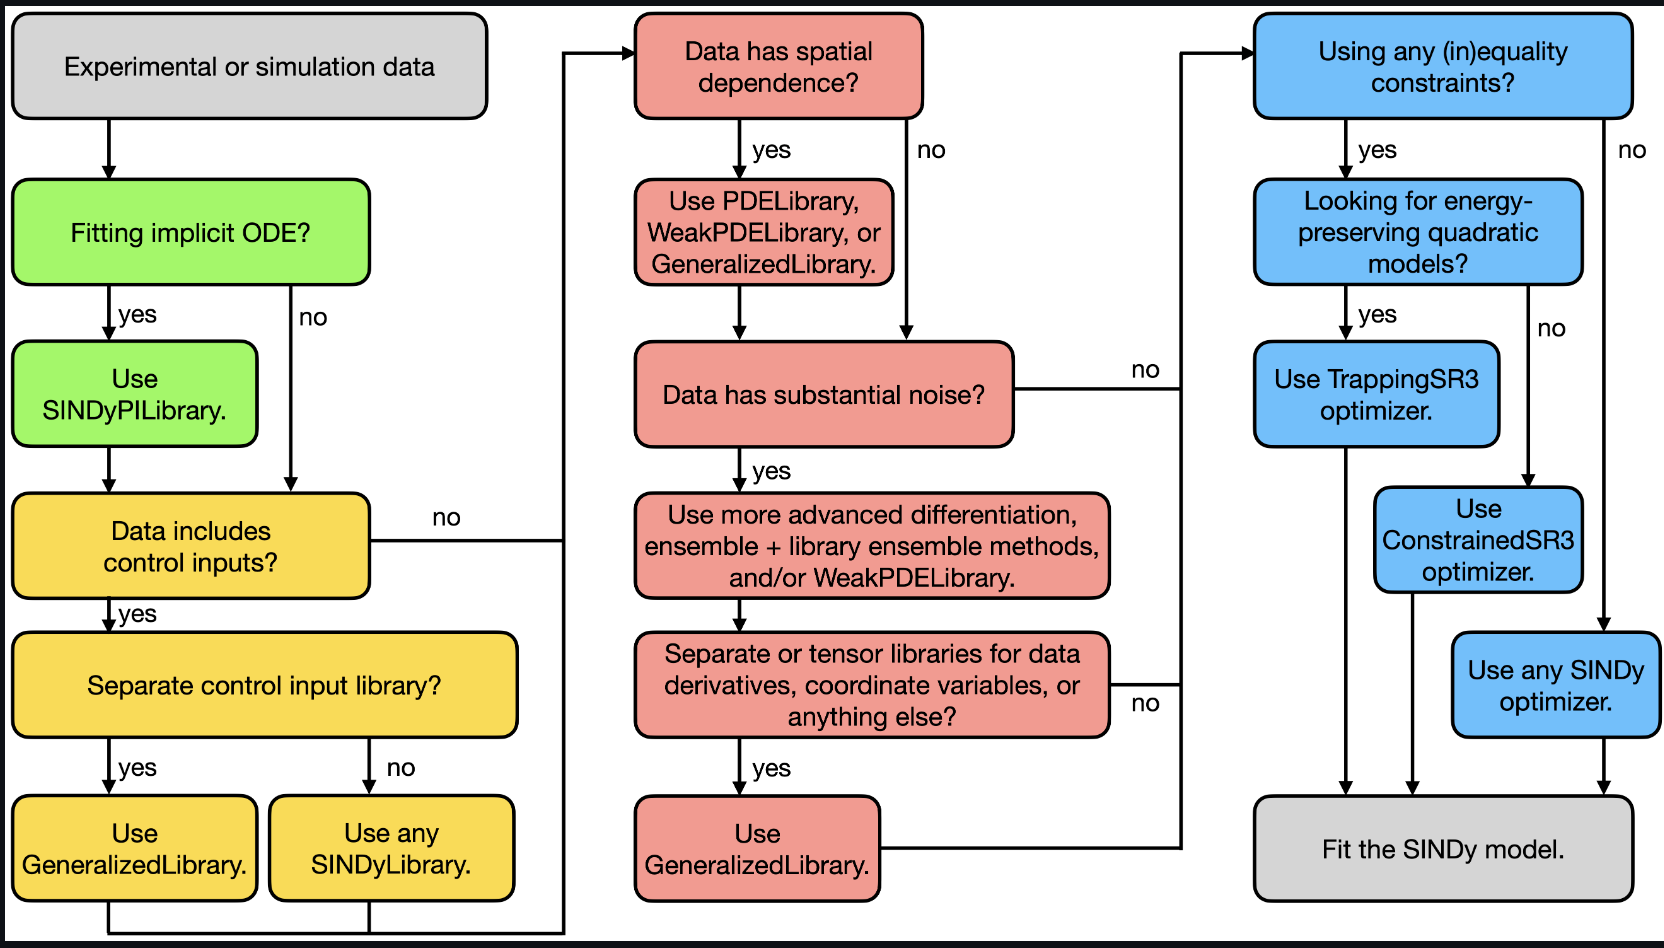 Experimental or simulation data
Fitting implicit ODE?
yes
no
Use
SINDyPILibrary.
Data includes
control inputs?
no
yes
Separate control input library?
yes
no
Use
GeneralizedLibrary.
Use any
SINDyLibrary.
Data has spatial
dependence?
yes
no
Use PDELibrary,
WeakPDELibrary, or
GeneralizedLibrary.
Data has substantial noise?
no
yes
Use more advanced differentiation,
ensemble + library ensemble methods,
and/or WeakPDELibrary.
Separate or tensor libraries for data
derivatives, coordinate variables, or
anything else?
no
yes
Use
GeneralizedLibrary.
Using any (in)equality
constraints?
yes
no
Looking for energy-
preserving quadratic
models?
yes
no
Use TrappingSR3
optimizer.
Use
ConstrainedSR3
optimizer.
Use any SINDy
optimizer.
Fit the SINDy model.